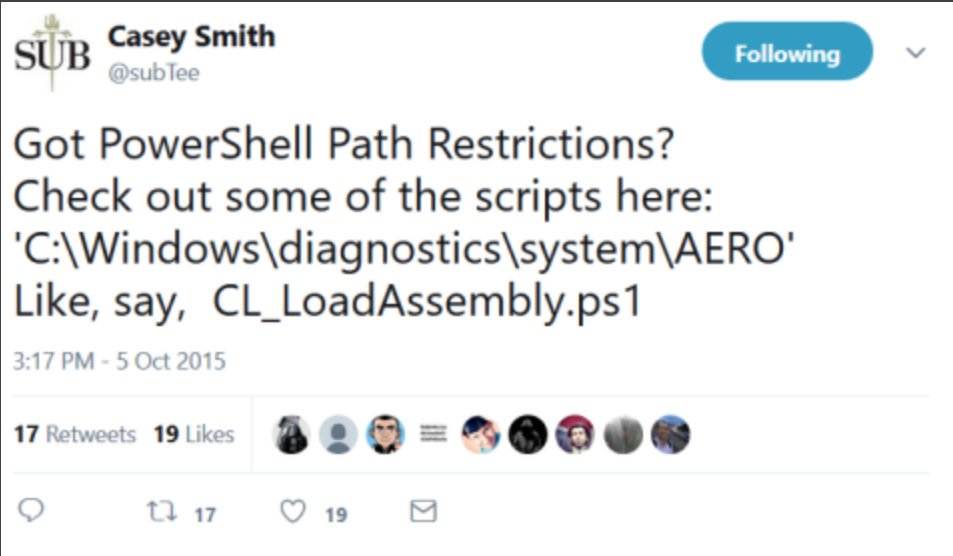 SUB
Casey Smith
@subTee
Following
Got PowerShell Path Restrictions?
Check out some of the scripts here:
'C:\Windows\diagnostics\system\AERO'
Like, say,  CL_LoadAssembly.ps1
3:17 PM - 5 Oct 2015
17 Retweets 19 Likes
17 19